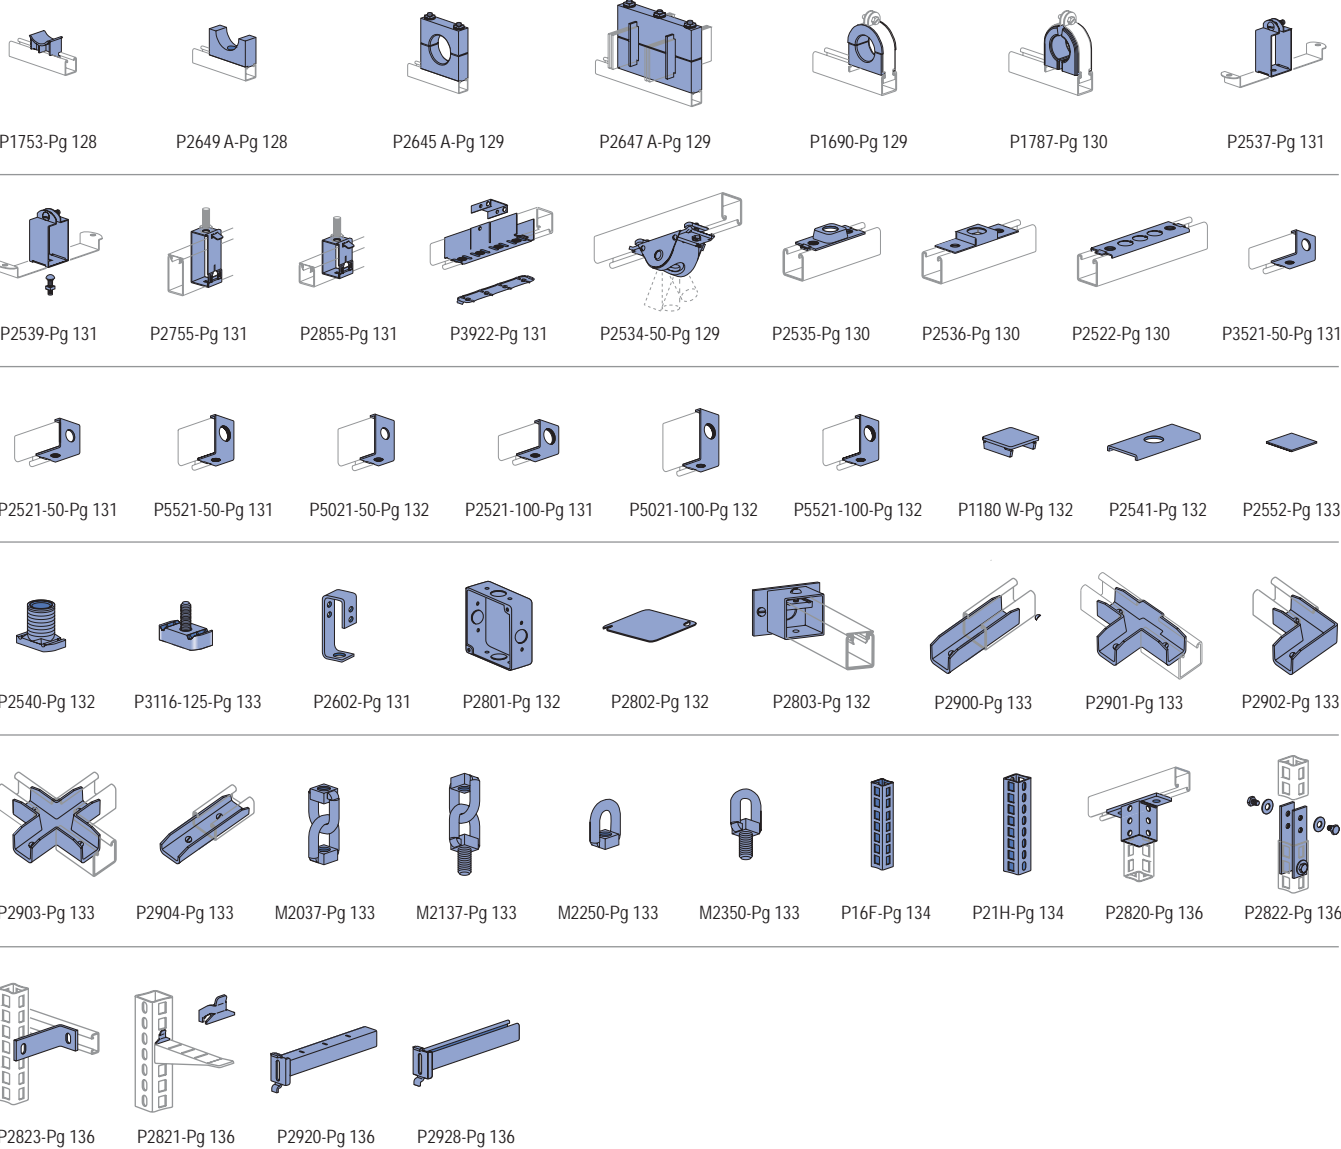 P1753-Pg 128 P2649 A-Pg 128 P2645 A-Pg 129 P2647 A-Pg 129 P1690-Pg 129 P1787-Pg 130 P2537-Pg 131
P2539-Pg 131 P2755-Pg 131 P2855-Pg 131 P3922-Pg 131 P2534-50-Pg 129 P2535-Pg 130 P2536-Pg 130 P2522-Pg 130 P3521-50-Pg 131
P2521-50-Pg 131 P5521-50-Pg 131 P5021-50-Pg 132 P2521-100-Pg 131 P5021-100-Pg 132 P5521-100-Pg 132 P1180 W-Pg 132 P2541-Pg 132 P2552-Pg 133
P2540-Pg 132 P3116-125-Pg 133 P2602-Pg 131 P2801-Pg 132 P2802-Pg 132 P2803-Pg 132 P2900-Pg 133 P2901-Pg 133 P2902-Pg 133
P2903-Pg 133 P2904-Pg 133 M2037-Pg 133 M2137-Pg 133 M2250-Pg 133 M2350-Pg 133 P16F-Pg 134 P21H-Pg 134 P2820-Pg 136 P2822-Pg 136
P2823-Pg 136 P2821-Pg 136 P2920-Pg 136 P2928-Pg 136